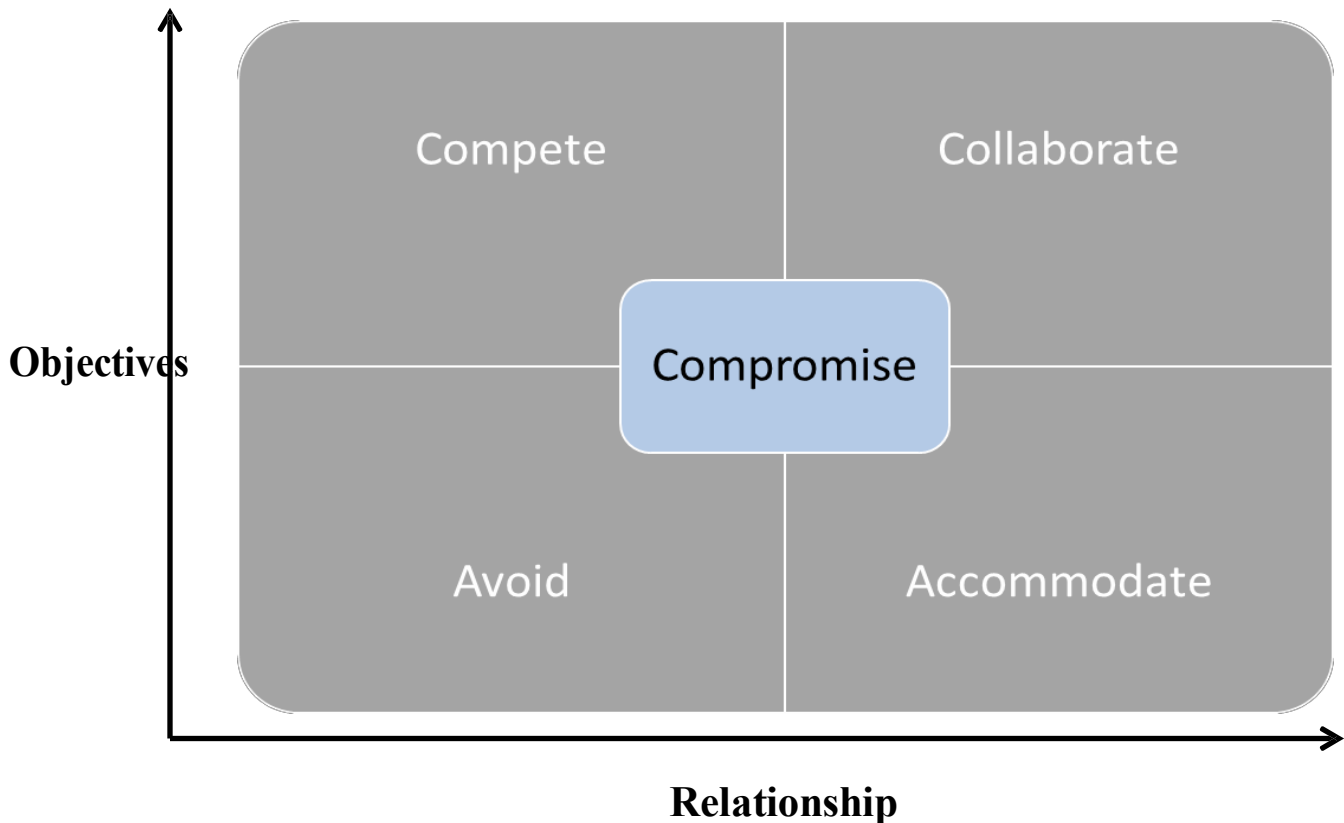 Compete
Collaborate
Objectives
Compromise
Avoid
Accommodate
Relationship